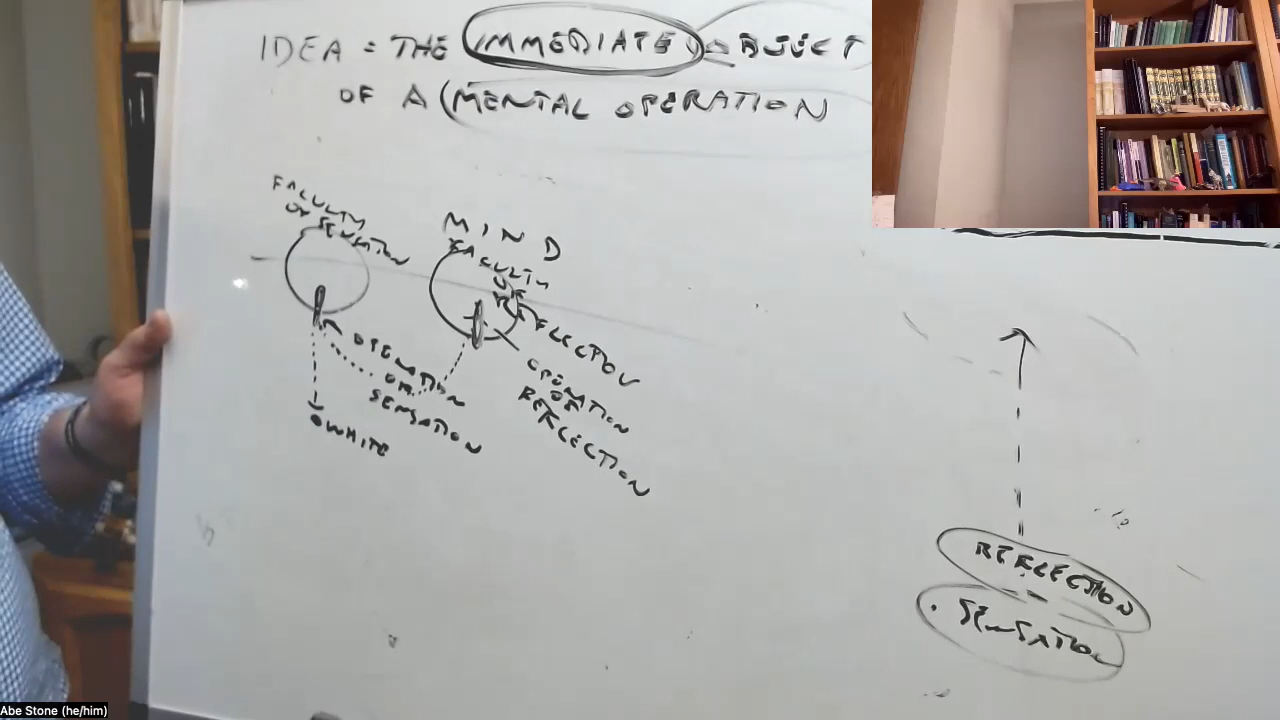 IDEA = THE IMMEDIATE OBJECT
OF A (MENTAL OPERATION
FACULTY
OF SENSATION
MIND
FACULTY
OF
REFLECTION
OPERATION
OF
SENSATION
WHITE
OPERATION
OF
REFLECTION
REFLECTION
SENSATION
Abe Stone (he/him)